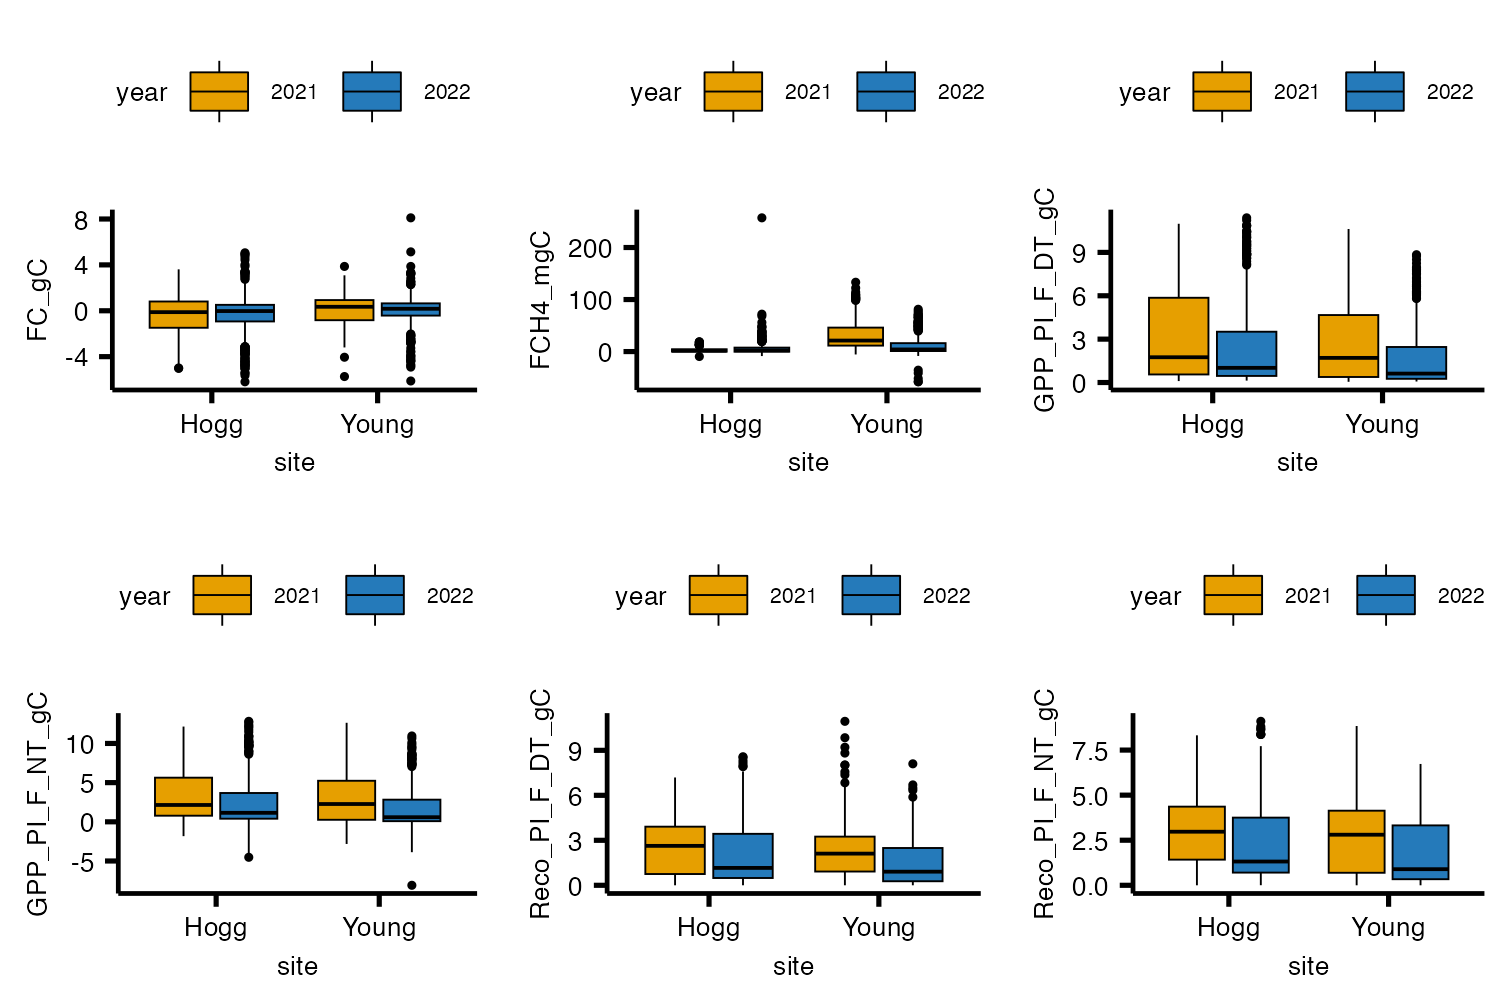 year 2021 2022
year 2021 2022
year 2021 2022
FC_gC
8
4
0
-4
Hogg Young
site
FCH4_mgC
200
100
0
Hogg Young
site
GPP_PI_F_DT_gC
9
6
3
0
Hogg Young
site
year 2021 2022
year 2021 2022
year 2021 2022
GPP_PI_F_NT_gC
10
5
0
-5
Hogg Young
site
Reco_PI_F_DT_gC
9
6
3
0
Hogg Young
site
Reco_PI_F_NT_gC
7.5
5.0
2.5
0.0
Hogg Young
site